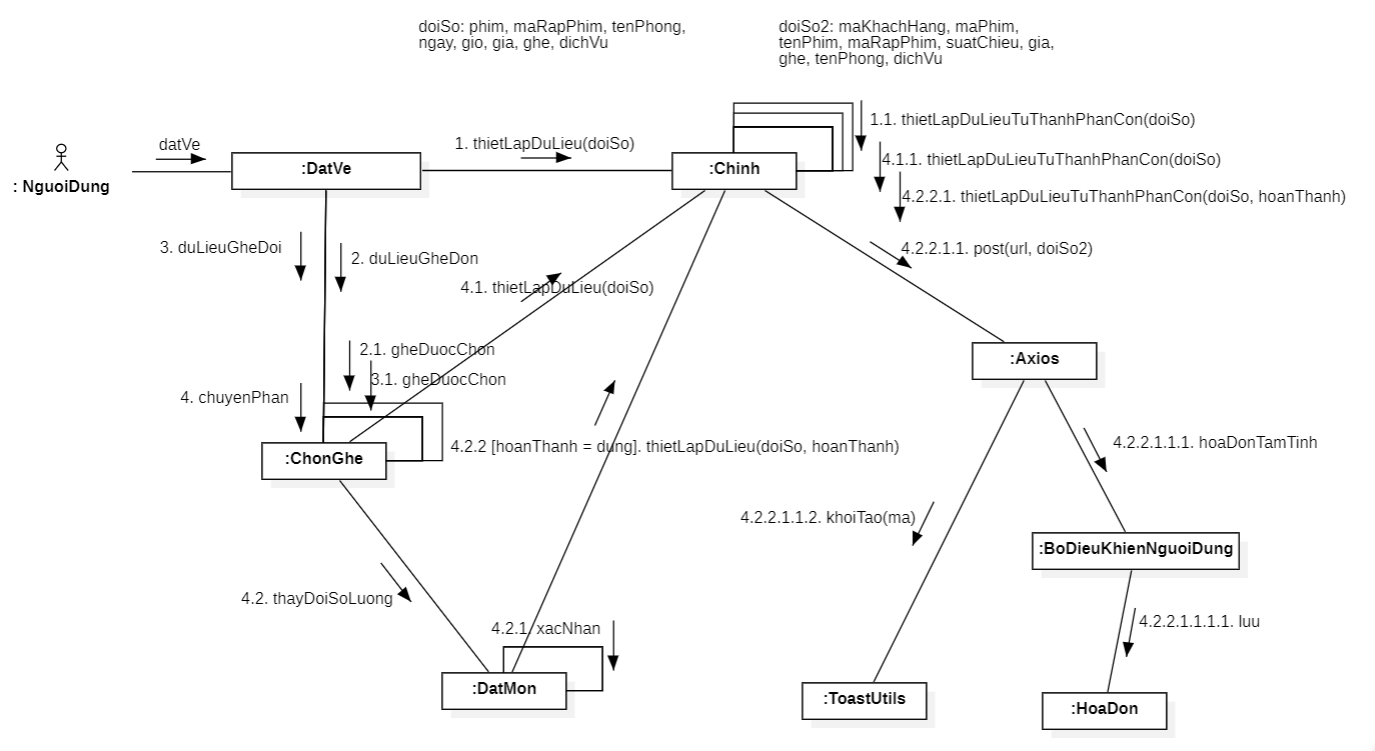 doiSo: phim, maRapPhim, tenPhong,
ngay, gio, gia, ghe, dichVu
doiSo2: maKhachHang, maPhim,
tenPhim, maRapPhim, suatChieu, gia,
ghe, tenPhong, dichVu
datVe
: NguoiDung
:DatVe
1. thietLapDuLieu(doiSo)
:Chinh
1.1. thietLapDuLieuTuThanhPhanCon(doiSo)
4.1.1. thietLapDuLieuTuThanhPhanCon(doiSo)
4.2.2.1. thietLapDuLieuTuThanhPhanCon(doiSo, hoanThanh)
3. duLieuGheDoi
2. duLieuGheDon
4.2.2.1.1. post(url, doiSo2)
4.1. thietLapDuLieu(doiSo)
2.1. gheDuocChon
3.1. gheDuocChon
:Axios
4. chuyenPhan
:ChonGhe
4.2.2 [hoanThanh = dung]. thietLapDuLieu(doiSo, hoanThanh)
4.2.2.1.1.1. hoaDonTamTinh
4.2.2.1.1.2. khoiTao(ma)
:BoDieuKhienNguoiDung
4.2. thayDoiSoLuong
4.2.1. xacNhan
4.2.2.1.1.1.1. luu
:DatMon
:ToastUtils
:HoaDon